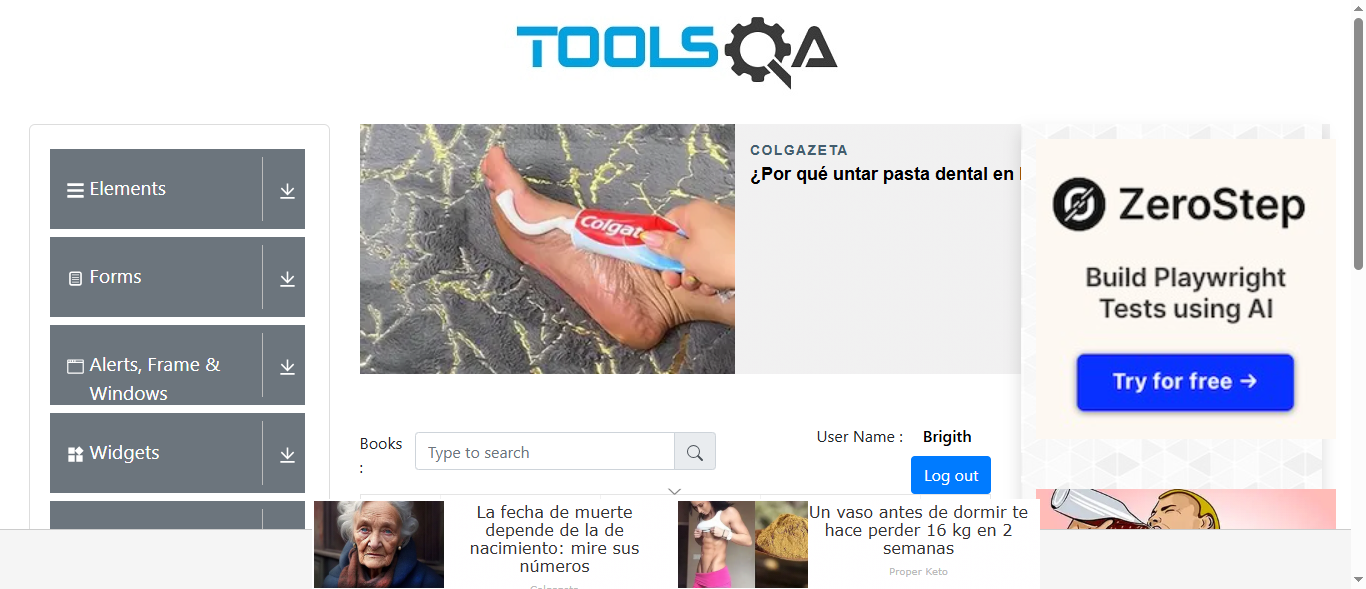 TOOLSQA
Elements
Forms
Alerts, Frame &
Windows
Widgets
COLGAZETA
¿Por qué untar pasta dental en
Colgat
ZeroStep
Build Playwright
Tests using AI
Try for free →
Books
:
Type to search
User Name :
Brigith
Log out
La fecha de muerte
depende de la de
nacimiento: mire sus
números
Un vaso antes de dormir te
hace perder 16 kg en 2
semanas
Proper Keto